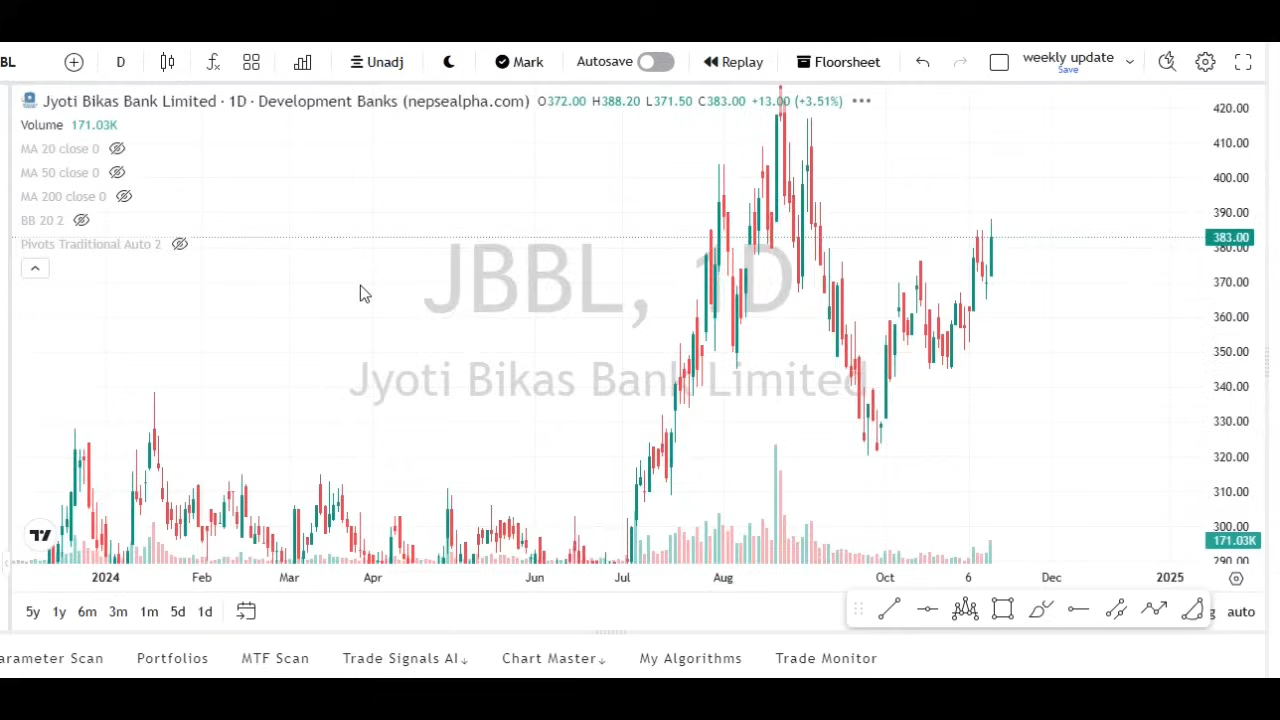 BL D Unadj Mark Autosave Replay Floorsheet weekly update
Save
Jyoti Bikas Bank Limited · 1D · Development Banks (nepsealpha.com) O372.00 H388.20 L371.50 C383.00 +13.00 (+3.51%)
Volume 171.03K
MA 20 close 0
MA 50 close 0
MA 200 close 0
BB 20 2
Pivots Traditional Auto 2
JBBL, 1D
Jyoti Bikas Bank Limited
420.00
410.00
400.00
390.00
383.00
380.00
370.00
360.00
350.00
340.00
330.00
320.00
310.00
300.00
171.03K
290.00
2024 Feb Mar Apr Jun Jul Aug Oct 6 Dec 2025
5y 1y 6m 3m 1m 5d 1d g auto
arameter Scan Portfolios MTF Scan Trade Signals AI↓ Chart Master↓ My Algorithms Trade Monitor